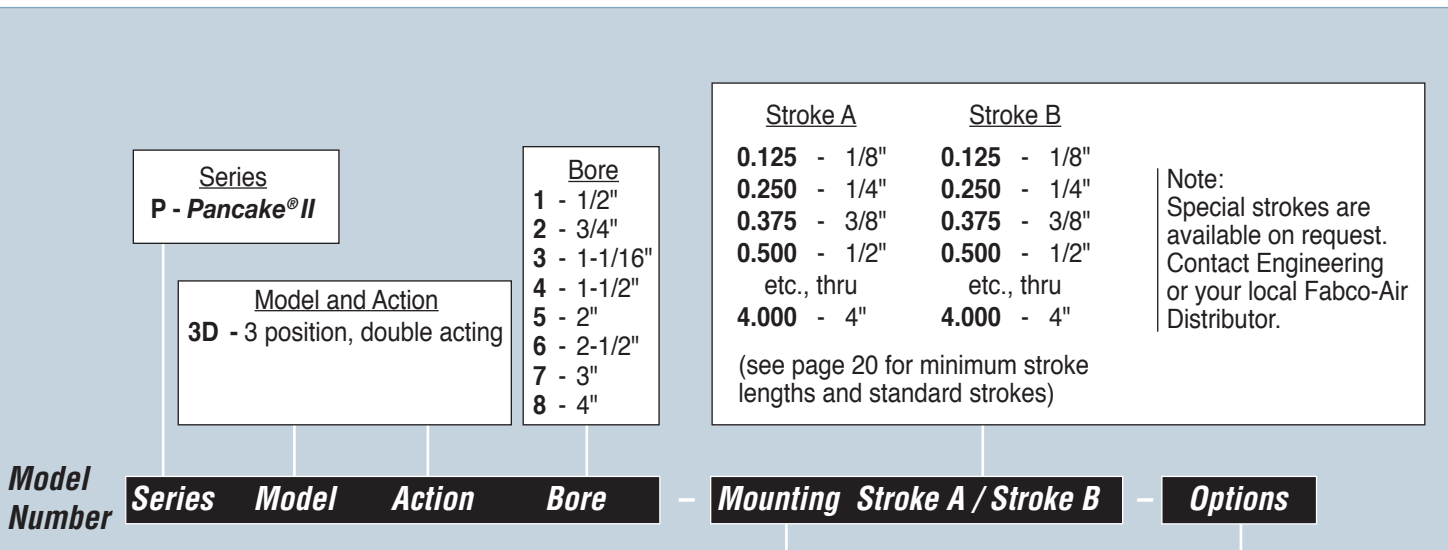 Series
P - Pancake® II
Model and Action
3D - 3 position, double acting
Bore
1 - 1/2"
2 - 3/4"
3 - 1-1/16"
4 - 1-1/2"
5 - 2"
6 - 2-1/2"
7 - 3"
8 - 4"
Stroke A Stroke B
0.125 - 1/8" 0.125 - 1/8"
0.250 - 1/4" 0.250 - 1/4"
0.375 - 3/8" 0.375 - 3/8"
0.500 - 1/2" 0.500 - 1/2"
etc., thru etc., thru
4.000 - 4" 4.000 - 4"
(see page 20 for minimum stroke
lengths and standard strokes)
Note:
Special strokes are
available on request.
Contact Engineering
or your local Fabco-Air
Distributor.
Model
Number
Series Model Action Bore – Mounting Stroke A / Stroke B – Options